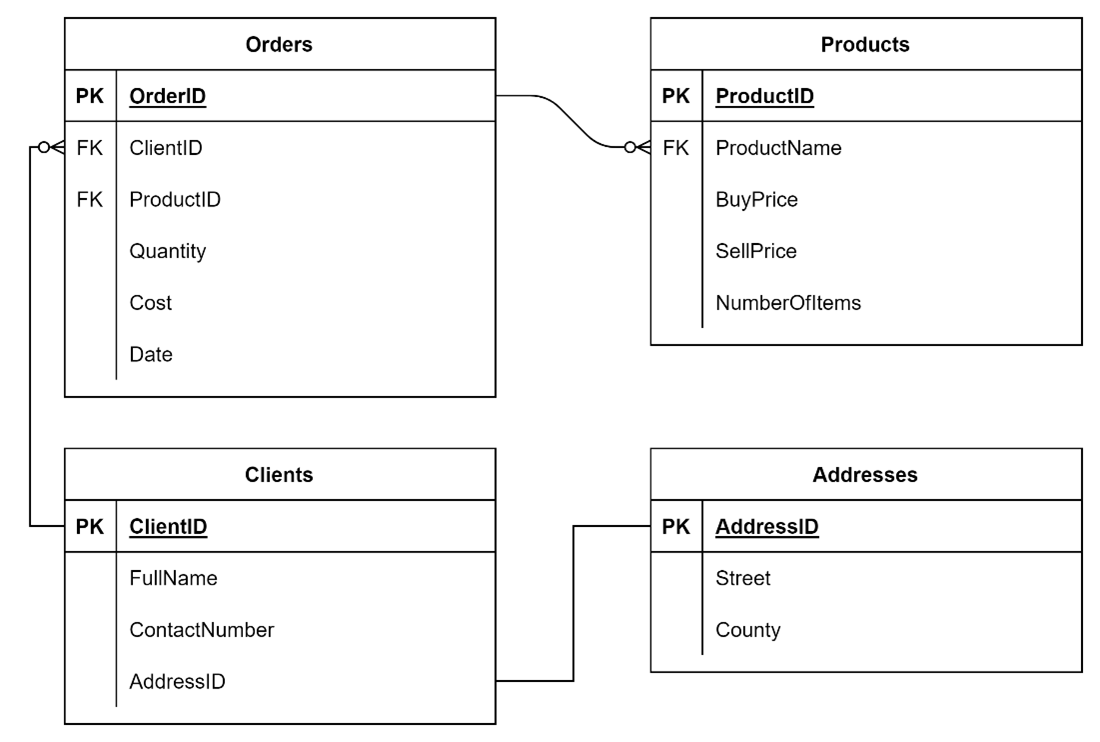 Orders
PK OrderID
FK ClientID
FK ProductID
Quantity
Cost
Date
Products
PK ProductID
FK ProductName
BuyPrice
SellPrice
NumberOfItems
Clients
PK ClientID
FullName
ContactNumber
AddressID
Addresses
PK AddressID
Street
County